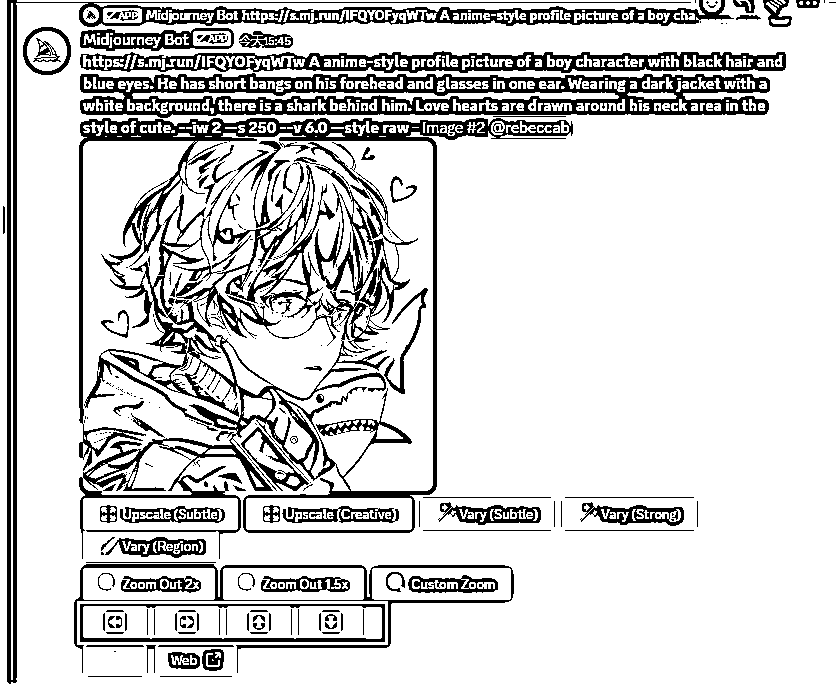 Midjourney Bot https://s.mj.run/IFQYOFyqWTw A anime-style profile picture of a boy cha.
Midjourney Bot APP 今天15:45
https://s.mj.run/IFQYOFyqWTw A anime-style profile picture of a boy character with black hair and
blue eyes. He has short bangs on his forehead and glasses in one ear. Wearing a dark jacket with a
white background, there is a shark behind him. Love hearts are drawn around his neck area in the
style of cute. --iw 2 --s 250 --v 6.0 --style raw - Image #2 @rebeccab
Upscale (Subtle) Upscale (Creative) Vary (Subtle) Vary (Strong)
Vary (Region)
Zoom Out 2x Zoom Out 1.5x Custom Zoom
Web